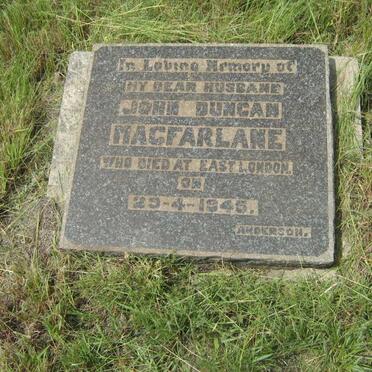 In Loving Memory of
MY DEAR HUSBAND
JOHN DUNCAN
MACFARLANE
WHO DIED AT EAST LONDON.
ON
29-4-1945.
ANDERSON.